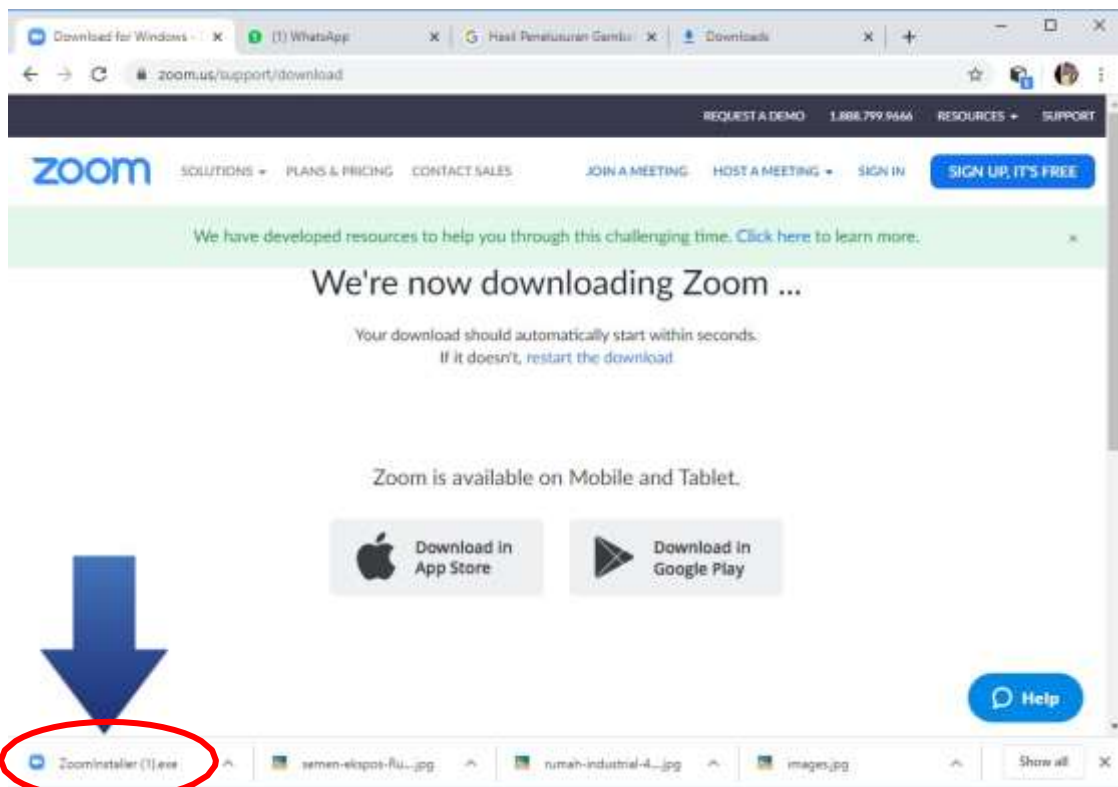 Download for Windows -
(1) WhatsApp
Hasil Penelusuran Gambar
Downloads
zoom.us/support/download
REQUEST A DEMO 1.888.799.9666 RESOURCES SUPPORT
zoom SOLUTIONS PLANS & PRICING CONTACT SALES JOIN A MEETING HOST A MEETING SIGN IN SIGN UP, IT'S FREE
We have developed resources to help you through this challenging time. Click here to learn more.
We're now downloading Zoom ...
Your download should automatically start within seconds.
If it doesn't, restart the download
Zoom is available on Mobile and Tablet.
Download in
App Store
Download in
Google Play
Help
ZoomInstaller (1).exe
semen-ekspos-Ru....jpg
rumah-industrial-4....jpg
images.jpg
Show all